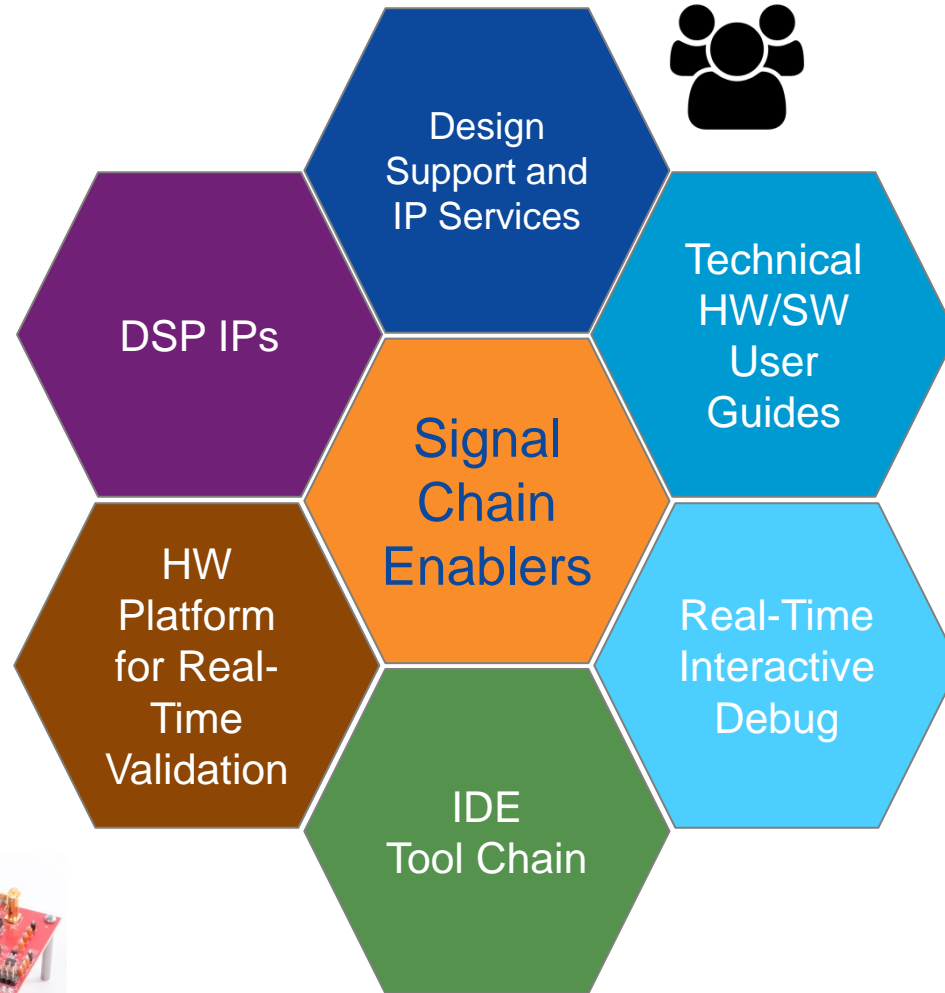 Design
Support and
IP Services
Technical
HW/SW
User
Guides
DSP IPs
Signal
Chain
Enablers
HW
Platform
for Real-
Time
Validation
Real-Time
Interactive
Debug
IDE
Tool Chain